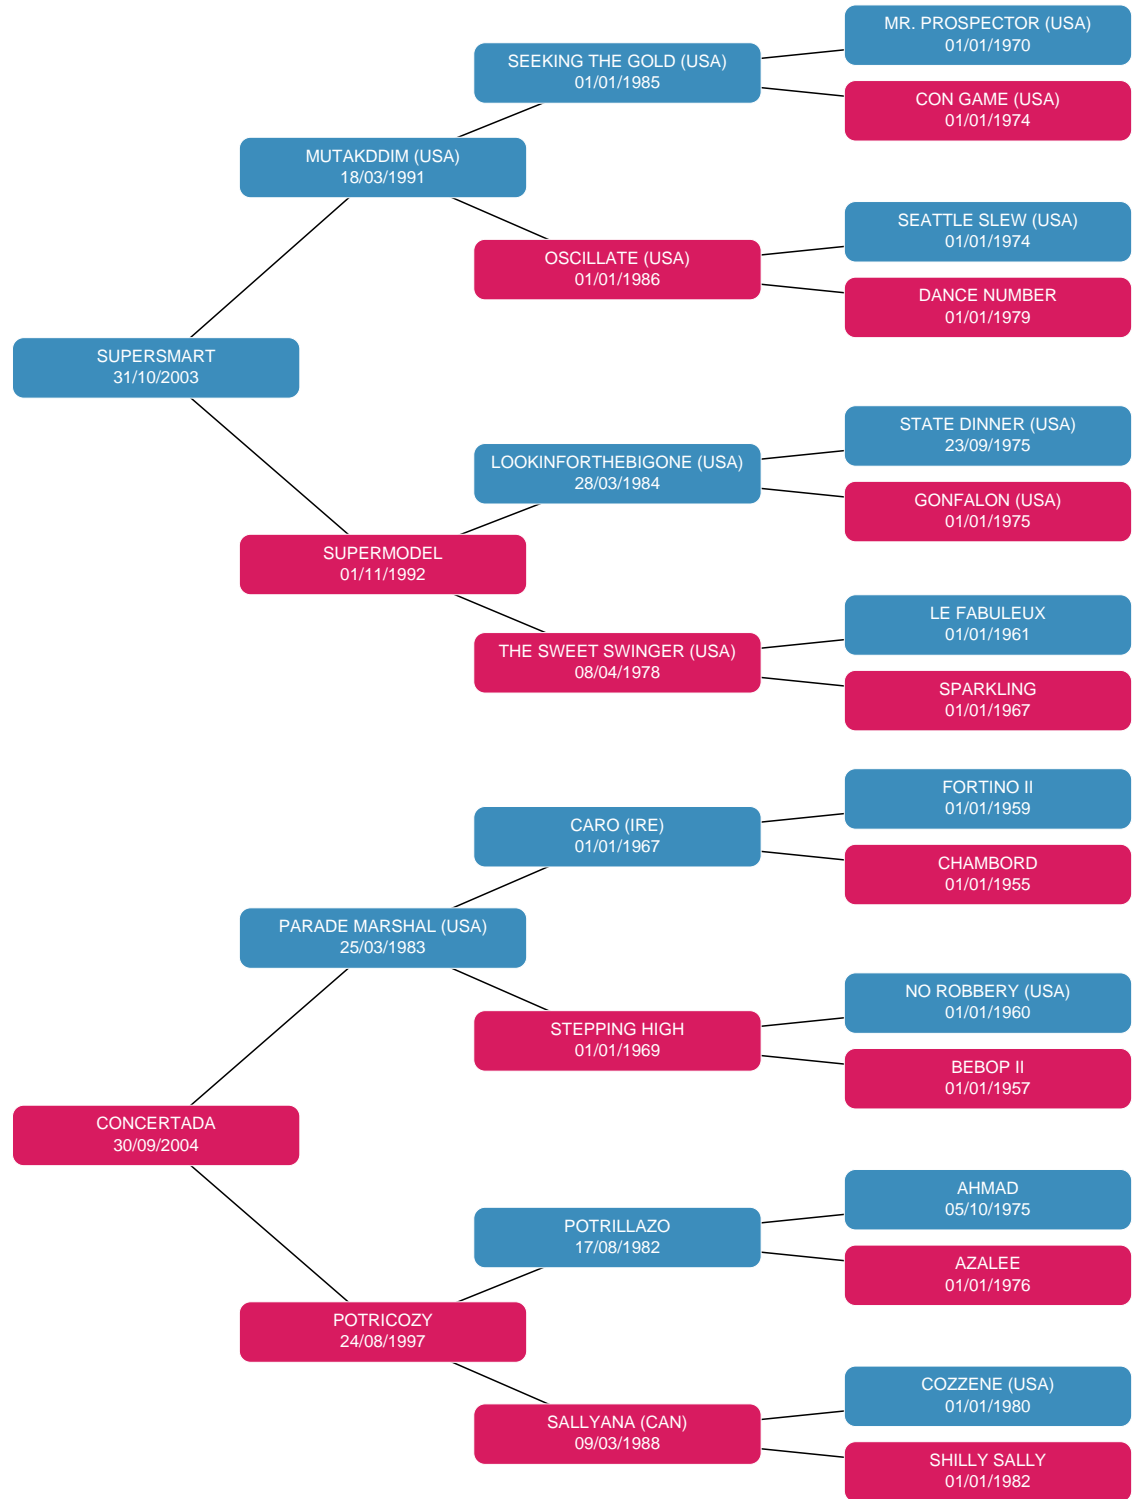 MR. PROSPECTOR (USA)
01/01/1970
SEEKING THE GOLD (USA)
01/01/1985
CON GAME (USA)
01/01/1974
MUTAKDDIM (USA)
18/03/1991
SEATTLE SLEW (USA)
01/01/1974
OSCILLATE (USA)
01/01/1986
DANCE NUMBER
01/01/1979
SUPERSMART
31/10/2003
STATE DINNER (USA)
23/09/1975
LOOKINFORTHEBIGONE (USA)
28/03/1984
GONFALON (USA)
01/01/1975
SUPERMODEL
01/11/1992
LE FABULEUX
01/01/1961
THE SWEET SWINGER (USA)
08/04/1978
SPARKLING
01/01/1967
FORTINO II
01/01/1959
CARO (IRE)
01/01/1967
CHAMBORD
01/01/1955
PARADE MARSHAL (USA)
25/03/1983
NO ROBBERY (USA)
01/01/1960
STEPPING HIGH
01/01/1969
BEBOP II
01/01/1957
CONCERTADA
30/09/2004
AHMAD
05/10/1975
POTRILLAZO
17/08/1982
AZALEE
01/01/1976
POTRICOZY
24/08/1997
COZZENE (USA)
01/01/1980
SALLYANA (CAN)
09/03/1988
SHILLY SALLY
01/01/1982